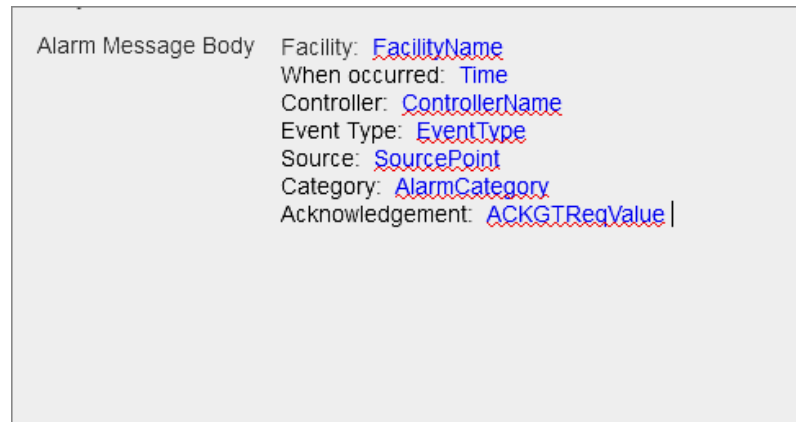 Alarm Message Body
Facility: FacilityName
When occurred: Time
Controller: ControllerName
Event Type: EventType
Source: SourcePoint
Category: AlarmCategory
Acknowledgement: ACKGTReqValue